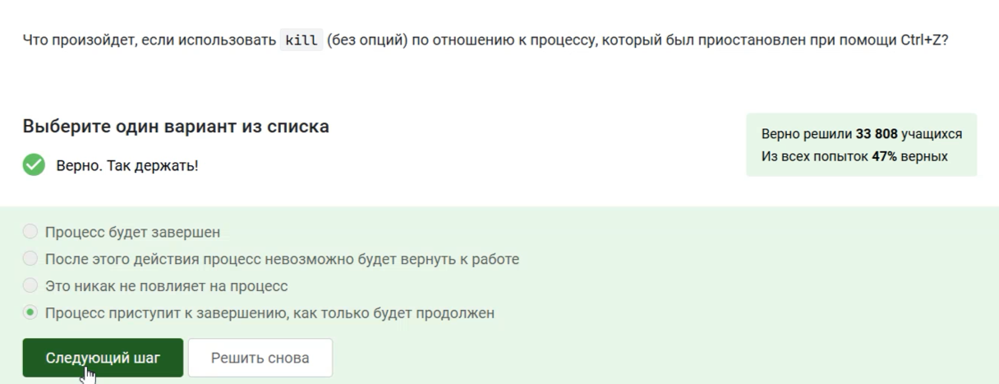 Что произойдет, если использовать kill (без опций) по отношению к процессу, который был приостановлен при помощи Ctrl+Z?
Выберите один вариант из списка
Верно. Так держать!
Верно решили 33 808 учащихся
Из всех попыток 47% верных
Процесс будет завершен
После этого действия процесс невозможно будет вернуть к работе
Это никак не повлияет на процесс
Процесс приступит к завершению, как только будет продолжен
Следующий шаг
Решить снова